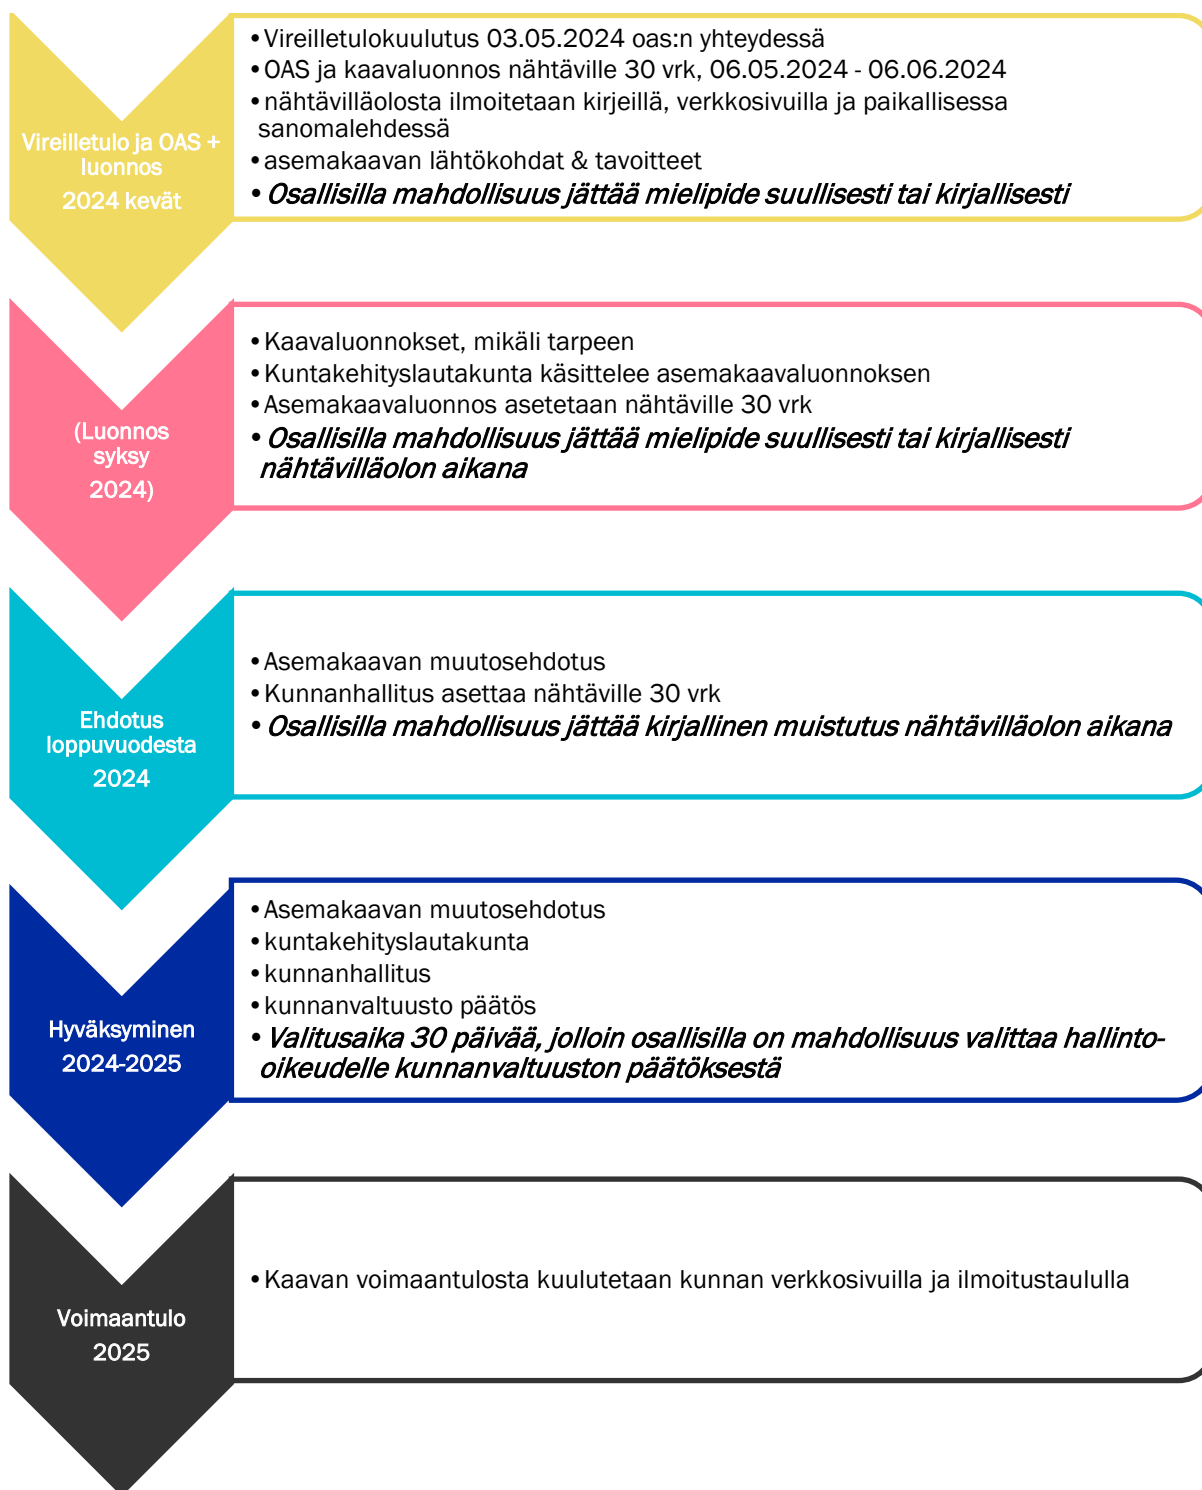 Vireilletulo ja OAS +
luonnos
2024 kevät
•Vireilletulokuulutus 03.05.2024 oas:n yhteydessä
•OAS ja kaavaluonnos nähtäville 30 vrk, 06.05.2024 - 06.06.2024
•nähtävilläolosta ilmoitetaan kirjeillä, verkkosivuilla ja paikallisessa
sanomalehdessä
•asemakaavan lähtökohdat & tavoitteet
•Osallisilla mahdollisuus jättää mielipide suullisesti tai kirjallisesti
(Luonnos
syksy
2024)
•Kaavaluonnokset, mikäli tarpeen
•Kuntakehityslautakunta käsittelee asemakaavaluonnoksen
•Asemakaavaluonnos asetetaan nähtäville 30 vrk
•Osallisilla mahdollisuus jättää mielipide suullisesti tai kirjallisesti
nähtävilläolon aikana
Ehdotus
loppuvuodesta
2024
•Asemakaavan muutosehdotus
•Kunnanhallitus asettaa nähtäville 30 vrk
•Osallisilla mahdollisuus jättää kirjallinen muistutus nähtävilläolon aikana
Hyväksyminen
2024-2025
•Asemakaavan muutosehdotus
•kuntakehityslautakunta
•kunnanhallitus
•kunnanvaltuusto päätös
•Valitusaika 30 päivää, jolloin osallisilla on mahdollisuus valittaa hallinto-
oikeudelle kunnanvaltuuston päätöksestä
Voimaantulo
2025
•Kaavan voimaantulosta kuulutetaan kunnan verkkosivuilla ja ilmoitustaululla